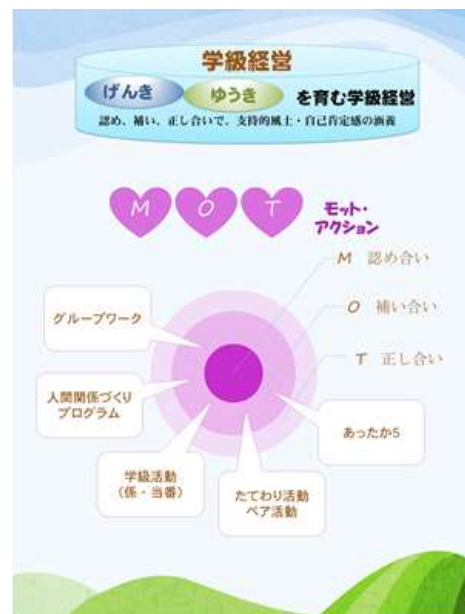 学級経営
げんき ゆうき を育む学級経営
認め、補い、正し合いで、支持的風土・自己肯定感の涵養
M O T モット・
アクション
M 認め合い
O 補い合い
T 正し合い
グループワーク
人間関係づくり
プログラム
あったか5
学級活動
(係・当番)
たてわり活動
ペア活動